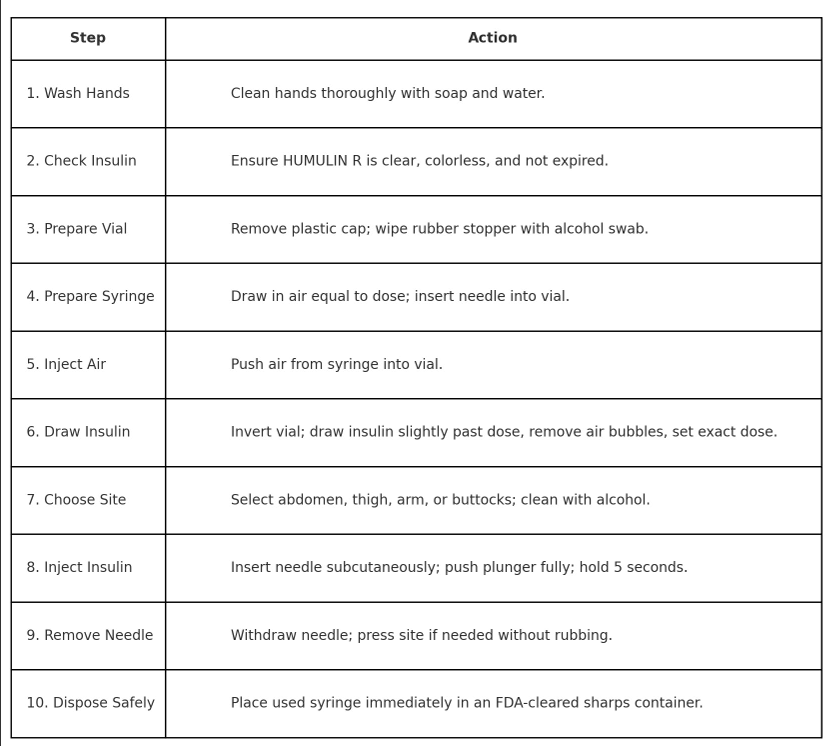 Step Action
1. Wash Hands Clean hands thoroughly with soap and water.
2. Check Insulin Ensure HUMULIN R is clear, colorless, and not expired.
3. Prepare Vial Remove plastic cap; wipe rubber stopper with alcohol swab.
4. Prepare Syringe Draw in air equal to dose; insert needle into vial.
5. Inject Air Push air from syringe into vial.
6. Draw Insulin Invert vial; draw insulin slightly past dose, remove air bubbles, set exact dose.
7. Choose Site Select abdomen, thigh, arm, or buttocks; clean with alcohol.
8. Inject Insulin Insert needle subcutaneously; push plunger fully; hold 5 seconds.
9. Remove Needle Withdraw needle; press site if needed without rubbing.
10. Dispose Safely Place used syringe immediately in an FDA-cleared sharps container.